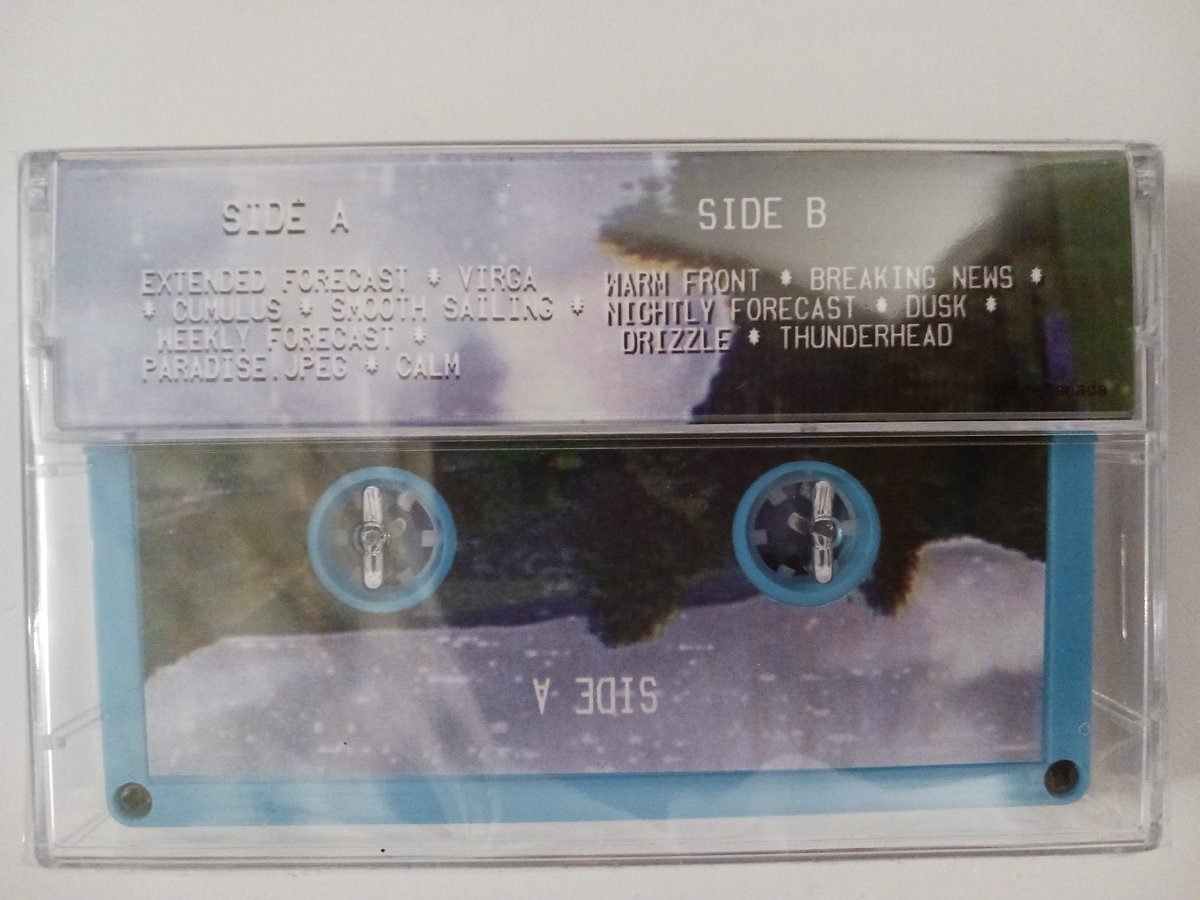 SIDE A
EXTENDED FORECAST * VIRGA
* CUMULUS * SMOOTH SAILING *
WEEKLY FORECAST *
PARADISE.JPEG * CALM
SIDE B
WARM FRONT * BREAKING NEWS *
NIGHTLY FORECAST * DUSK *
DRIZZLE * THUNDERHEAD
Canada
SIDE A